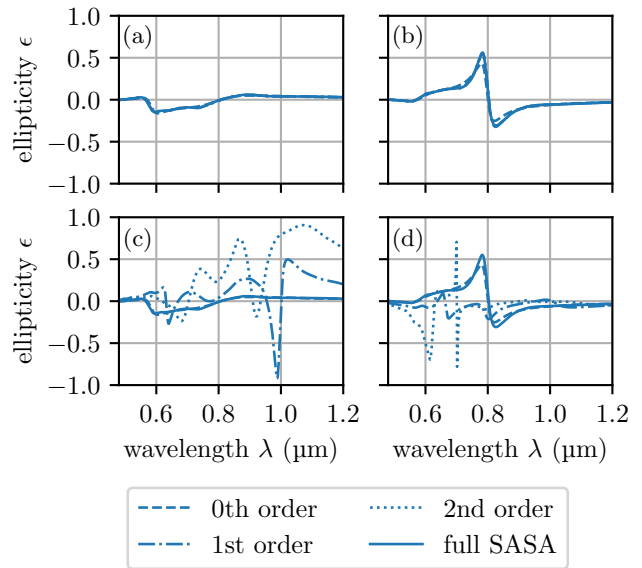 (a) (b)
ellipticity ϵ
1.0
0.5
0.0
−0.5
−1.0
(c) (d)
ellipticity ϵ
1.0
0.5
0.0
−0.5
−1.0
0.6 0.8 1.0 1.2 0.6 0.8 1.0 1.2
wavelength λ (µm) wavelength λ (µm)
0th order 2nd order
1st order full SASA